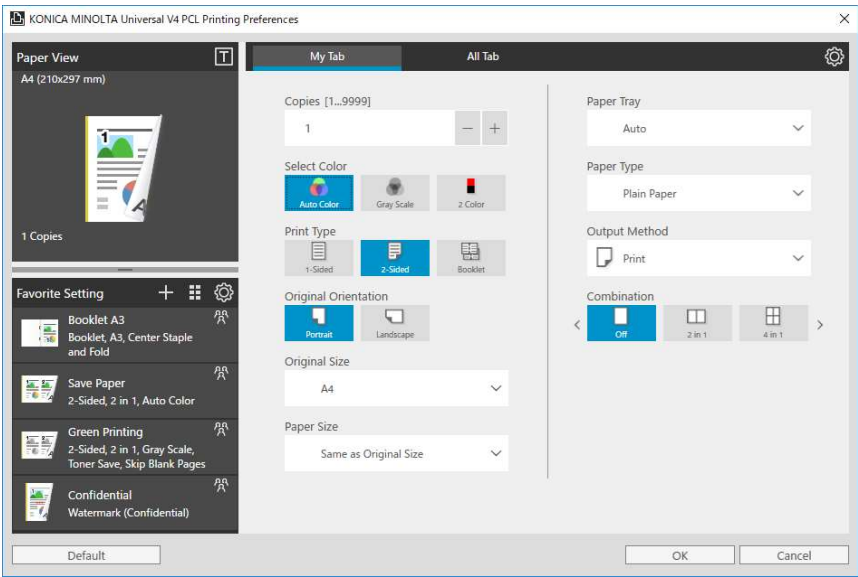 KONICA MINOLTA Universal V4 PCL Printing Preferences
Paper View
T
A4 (210x297 mm)
1
A
1 Copies
Favorite Setting
Booklet A3
Booklet, A3, Center Staple
and Fold
Save Paper
2-Sided, 2 in 1, Auto Color
Green Printing
2-Sided, 2 in 1, Gray Scale,
Toner Save, Skip Blank Pages
Confidential
Watermark (Confidential)
My Tab
All Tab
Copies [1...9999]
1
Select Color
Auto Color
Gray Scale
2 Color
Print Type
1-Sided
2-Sided
Booklet
Original Orientation
Portrait
Landscape
Original Size
A4
Paper Size
Same as Original Size
Paper Tray
Auto
Paper Type
Plain Paper
Output Method
Print
Combination
Off
2 in 1
4 in 1
Default
OK
Cancel